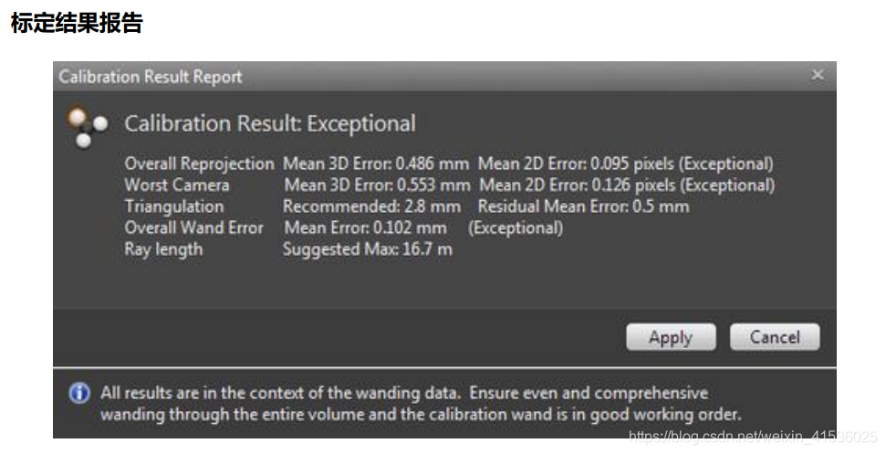 标定结果报告
Calibration Result Report
Calibration Result: Exceptional
Overall Reprojection Mean 3D Error: 0.486 mm Mean 2D Error: 0.095 pixels (Exceptional)
Worst Camera Mean 3D Error: 0.553 mm Mean 2D Error: 0.126 pixels (Exceptional)
Triangulation Recommended: 2.8 mm Residual Mean Error: 0.5 mm
Overall Wand Error Mean Error: 0.102 mm (Exceptional)
Ray length Suggested Max: 16.7 m
Apply Cancel
All results are in the context of the wanding data. Ensure even and comprehensive
wanding through the entire volume and the calibration wand is in good working order.
https://blog.csdn.net/weixin_41536025